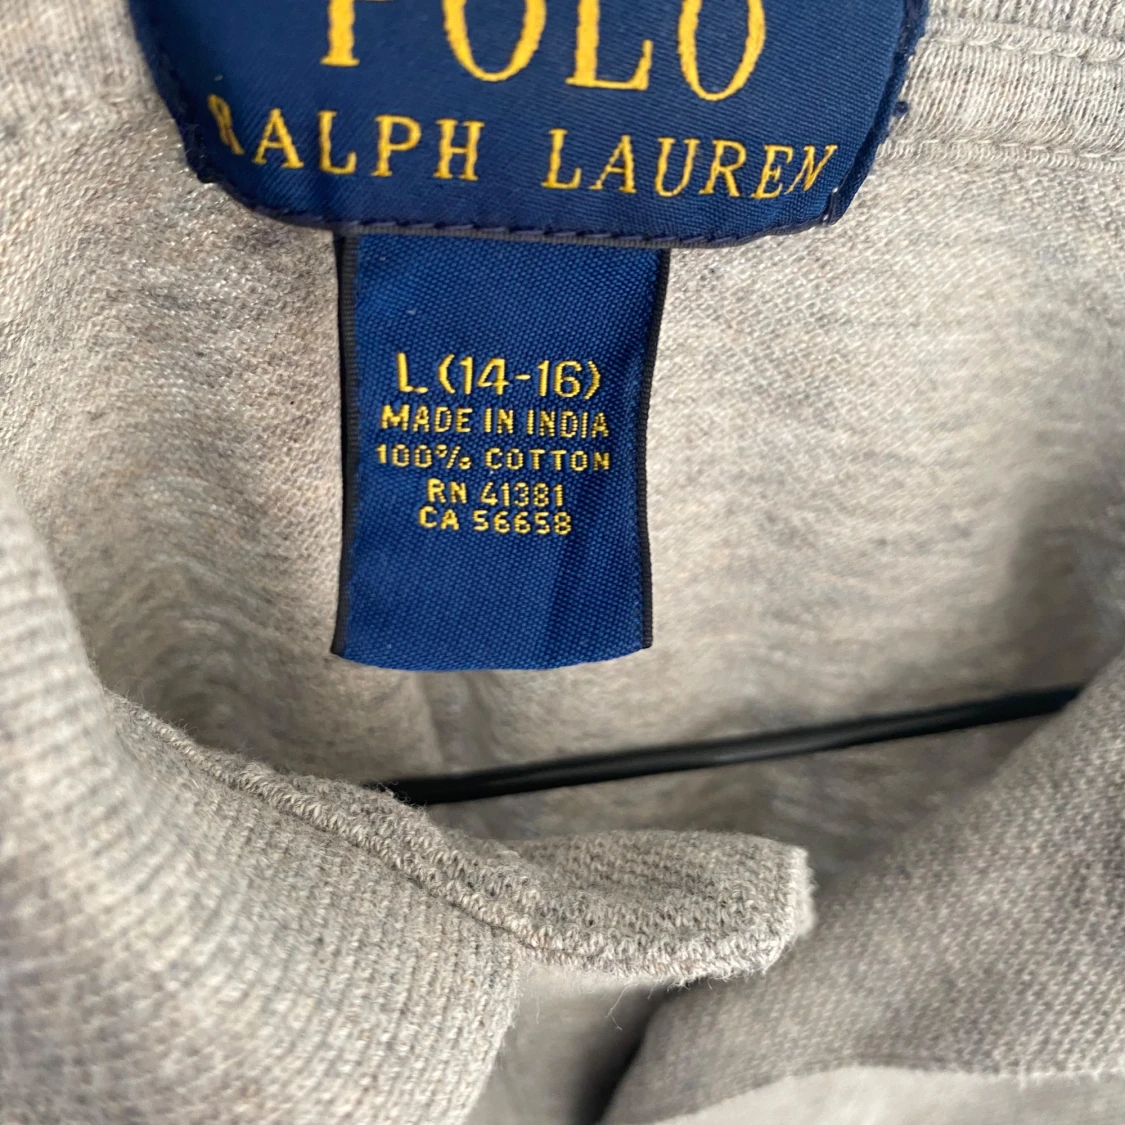 POLO
RALPH LAUREN
L (14-16)
MADE IN INDIA
100% COTTON
RN 41381
CA 56658